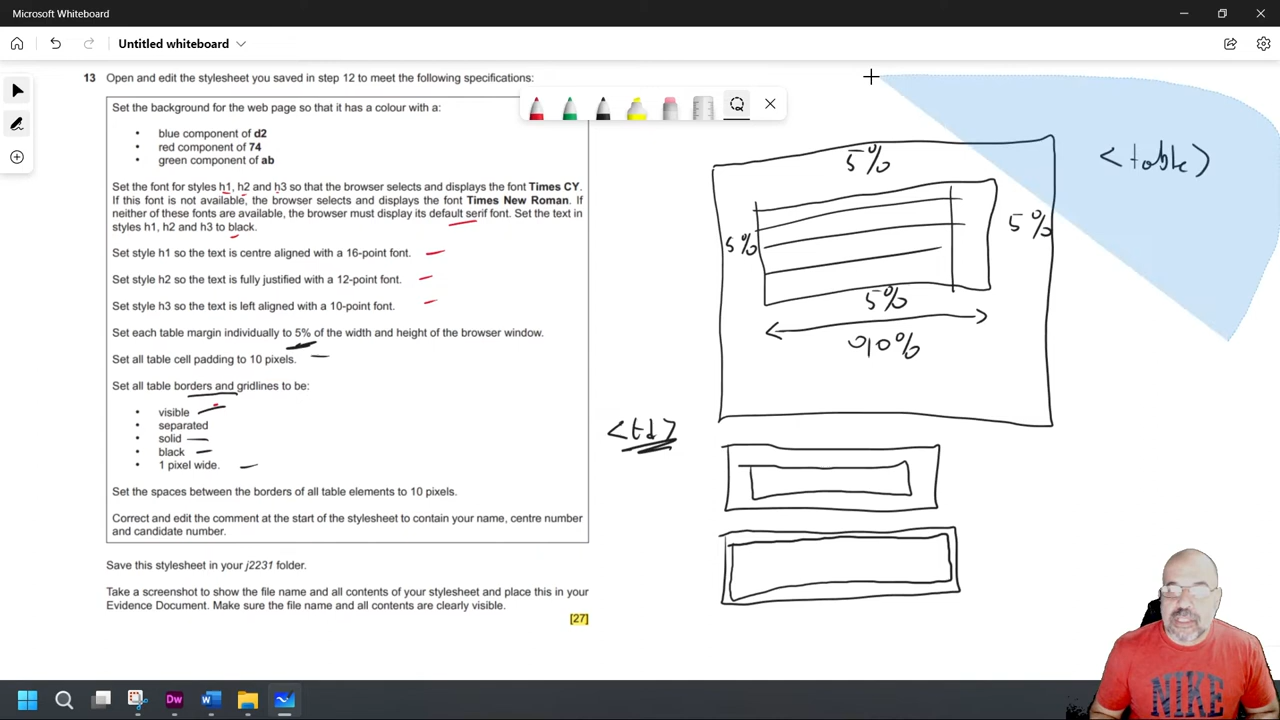 Microsoft Whiteboard
Untitled whiteboard
13 Open and edit the stylesheet you saved in step 12 to meet the following specifications:
Set the background for the web page so that it has a colour with a:
• blue component of d2
• red component of 74
• green component of ab
Set the font for styles h1, h2 and h3 so that the browser selects and displays the font Times CY.
If this font is not available, the browser selects and displays the font Times New Roman. If
neither of these fonts are available, the browser must display its default serif font. Set the text in
styles h1, h2 and h3 to black.
Set style h1 so the text is centre aligned with a 16-point font.
Set style h2 so the text is fully justified with a 12-point font.
Set style h3 so the text is left aligned with a 10-point font.
Set each table margin individually to 5% of the width and height of the browser window.
Set all table cell padding to 10 pixels.
Set all table borders and gridlines to be:
• visible
• separated
• solid
• black
• 1 pixel wide.
Set the spaces between the borders of all table elements to 10 pixels.
Correct and edit the comment at the start of the stylesheet to contain your name, centre number
and candidate number.
Save this stylesheet in your j2231 folder.
Take a screenshot to show the file name and all contents of your stylesheet and place this in your
Evidence Document. Make sure the file name and all contents are clearly visible.
[27]
5%
<table>
5%
5%
5%
<td>
Dw
W
NIKE